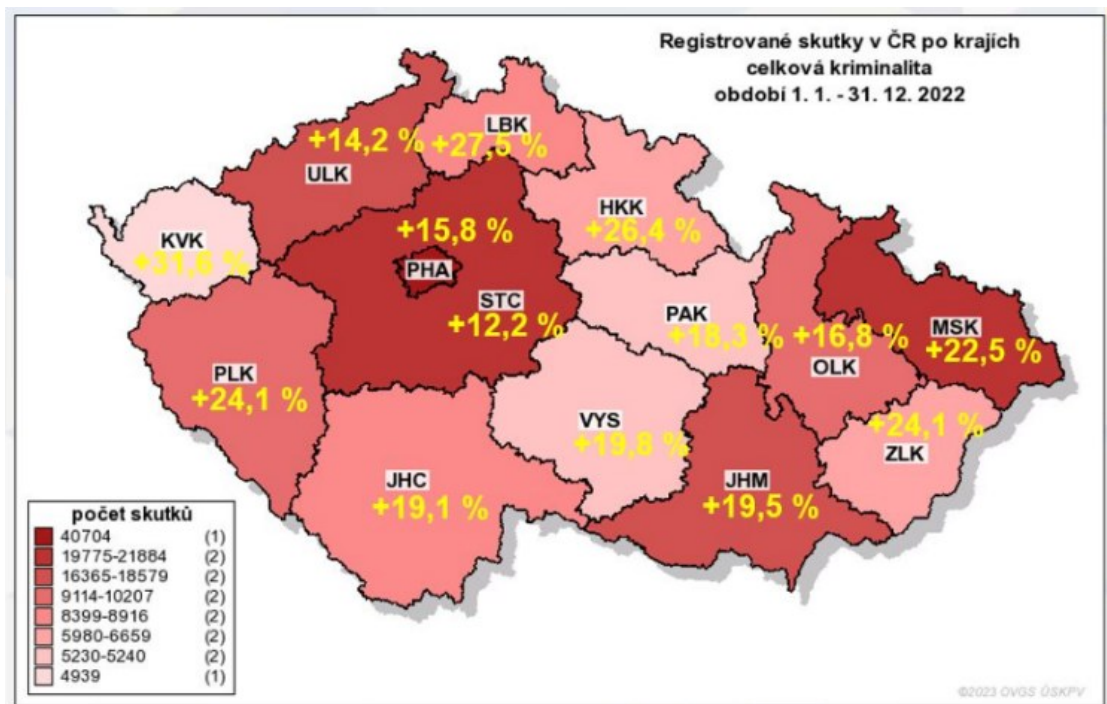 Registrované skutky v ČR po krajích
celková kriminalita
období 1. 1. - 31. 12. 2022
LBK
+27,5 %
+14,2 %
ULK
HKK
+26,4 %
KVK
+31,6 %
+15,8 %
PHA
STC
+12,2 %
PAK
+18,3 %
+16,8 %
OLK
MSK
+22,5 %
PLK
+24,1 %
VYS
+19,8 %
+24,1 %
ZLK
JHC
+19,1 %
JHM
+19,5 %
počet skutků
40704 (1)
19775-21884 (2)
16365-18579 (2)
9114-10207 (2)
8399-8916 (2)
5980-6659 (2)
5230-5240 (2)
4939 (1)
©2023 OVGS ÚSKPV